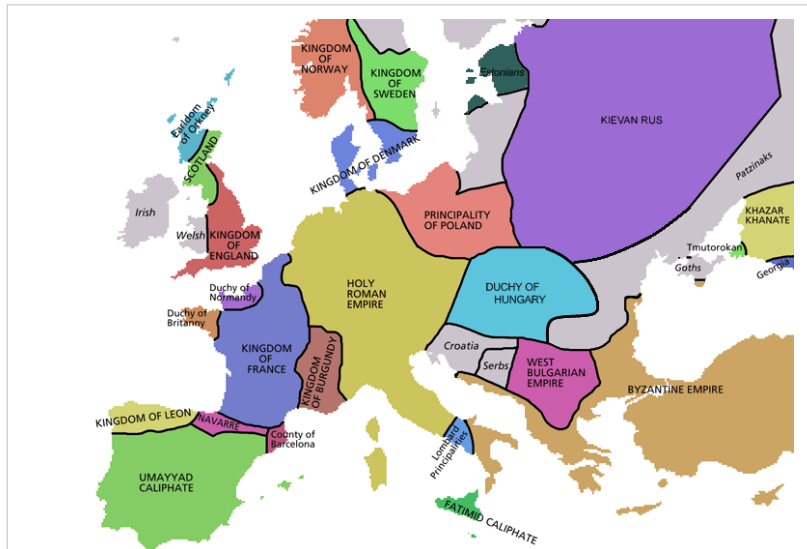 KINGDOM
OF
NORWAY
KINGDOM
OF
SWEDEN
Estonians
KIEVAN RUS
Earldom
of Orkney
SCOTLAND
KINGDOM OF DENMARK
Patzinaks
Irish
Welsh
KINGDOM
OF
ENGLAND
PRINCIPALITY
OF POLAND
KHAZAR
KHANATE
Tmutorokan
Goths
Georgia
HOLY
ROMAN
EMPIRE
DUCHY OF
HUNGARY
Duchy of
Normandy
Duchy of
Britanny
KINGDOM
OF
FRANCE
KINGDOM
OF BURGUNDY
Croatia
Serbs
WEST
BULGARIAN
EMPIRE
BYZANTINE EMPIRE
KINGDOM OF LEON
NAVARRE
County of
Barcelona
Lombard
Principalities
UMAYYAD
CALIPHATE
FATIMID CALIPHATE